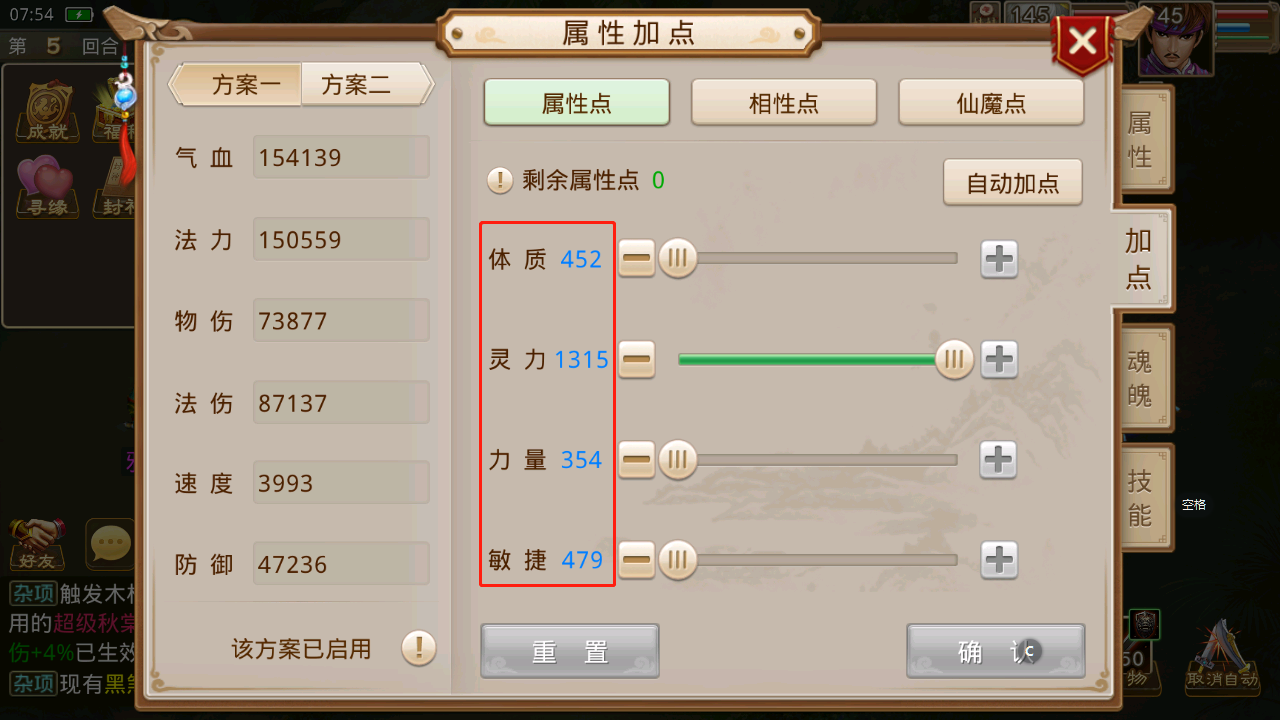 07:54
第 5 回合
145
45
属性加点
方案一
方案二
属性点
相性点
仙魔点
成就
福利
寻缘
封神
气血 154139
法力 150559
物伤 73877
法伤 87137
速度 3993
防御 47236
该方案已启用
剩余属性点 0
自动加点
体质 452
灵力 1315
力量 354
敏捷 479
重置
确认
C
属性
加点
魂魄
技能
空格
好友
杂项 触发木
用的超级秋棠
伤+4%已生效
杂项 现有黑煞
50
物
取消自动